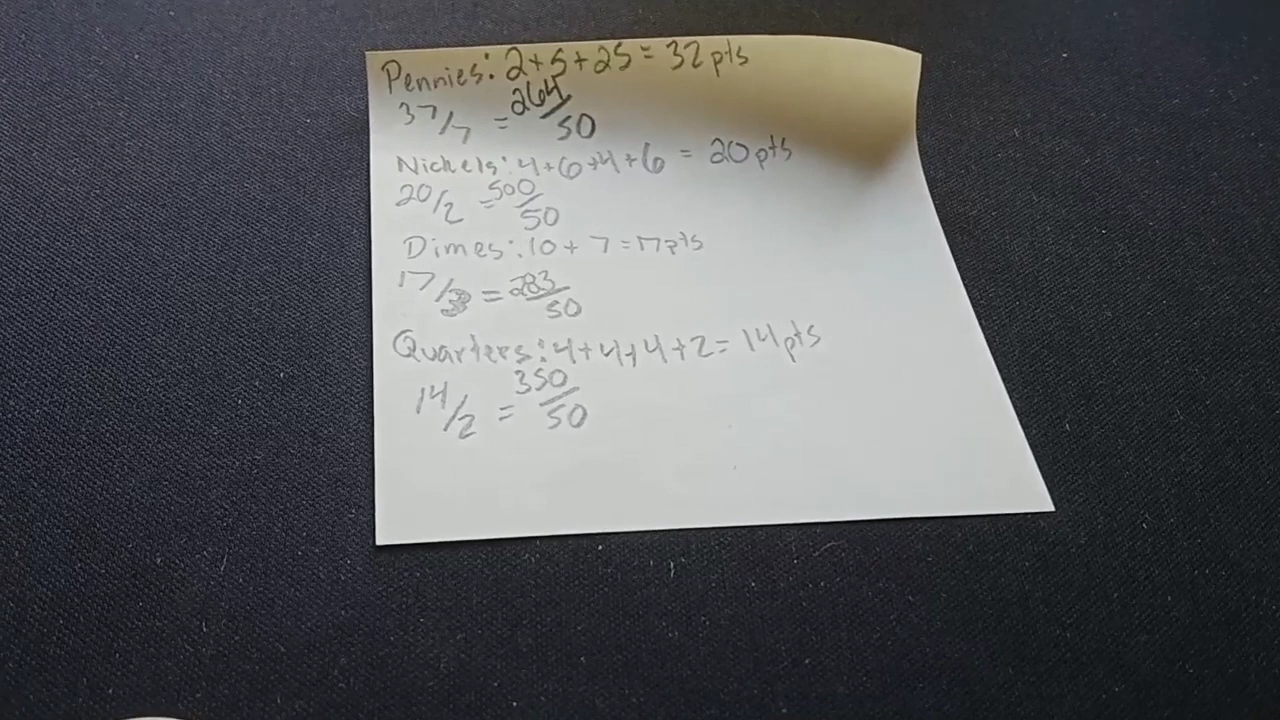 Pennies: 2+5+25 = 32 pts
37/7 = 264/50
Nickels: 4+6+4+6 = 20 pts
20/2 = 500/50
Dimes: 10+7=17pts
17/3 = 283/50
Quarters: 4+4+4+2= 14 pts
14/2 = 350/50